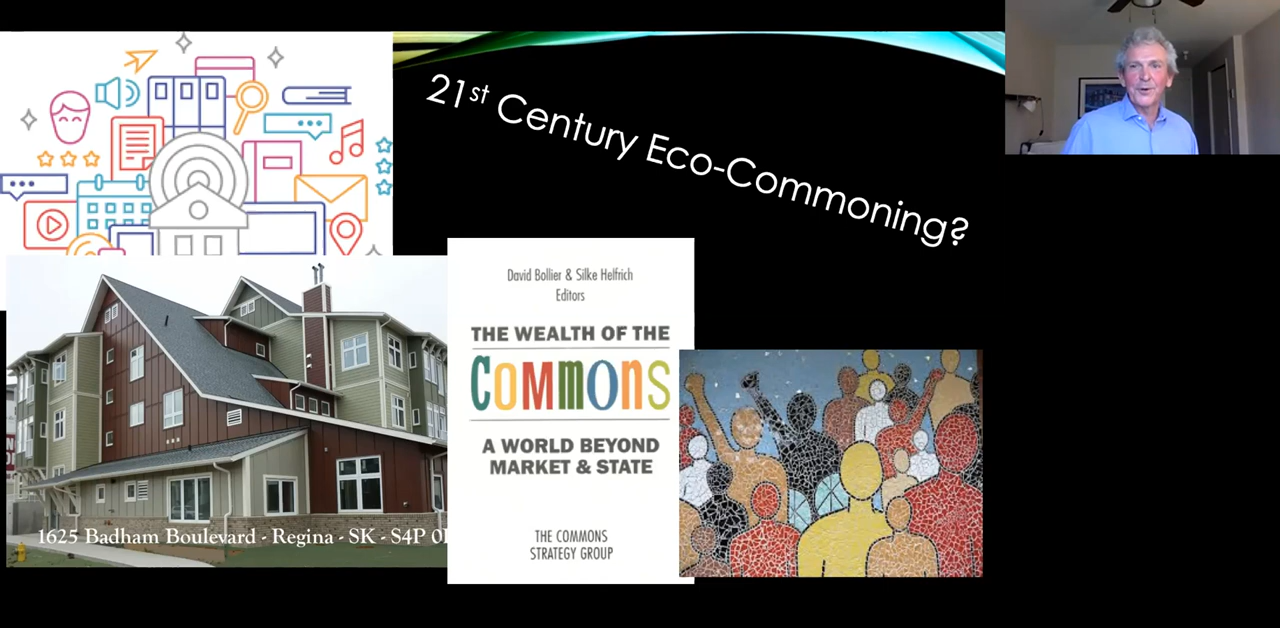 21st Century Eco-Commoning?
David Bollier & Silke Helfrich
Editors
THE WEALTH OF THE
COMMONS
A WORLD BEYOND
MARKET & STATE
THE COMMONS
STRATEGY GROUP
1625 Badham Boulevard - Regina - SK - S4P